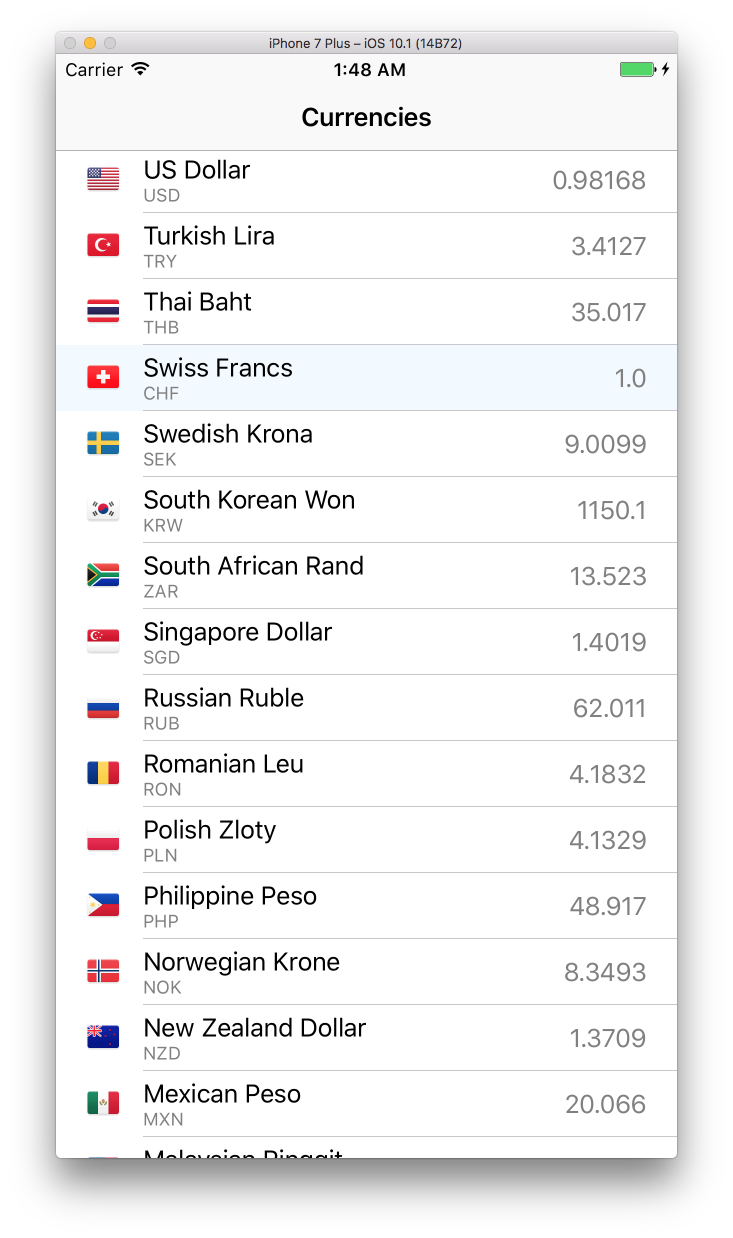 iPhone 7 Plus – iOS 10.1 (14B72)
Carrier 1:48 AM
Currencies
US Dollar
USD
0.98168
Turkish Lira
TRY
3.4127
Thai Baht
THB
35.017
Swiss Francs
CHF
1.0
Swedish Krona
SEK
9.0099
South Korean Won
KRW
1150.1
South African Rand
ZAR
13.523
Singapore Dollar
SGD
1.4019
Russian Ruble
RUB
62.011
Romanian Leu
RON
4.1832
Polish Zloty
PLN
4.1329
Philippine Peso
PHP
48.917
Norwegian Krone
NOK
8.3493
New Zealand Dollar
NZD
1.3709
Mexican Peso
MXN
20.066
Malaysian Ringgit